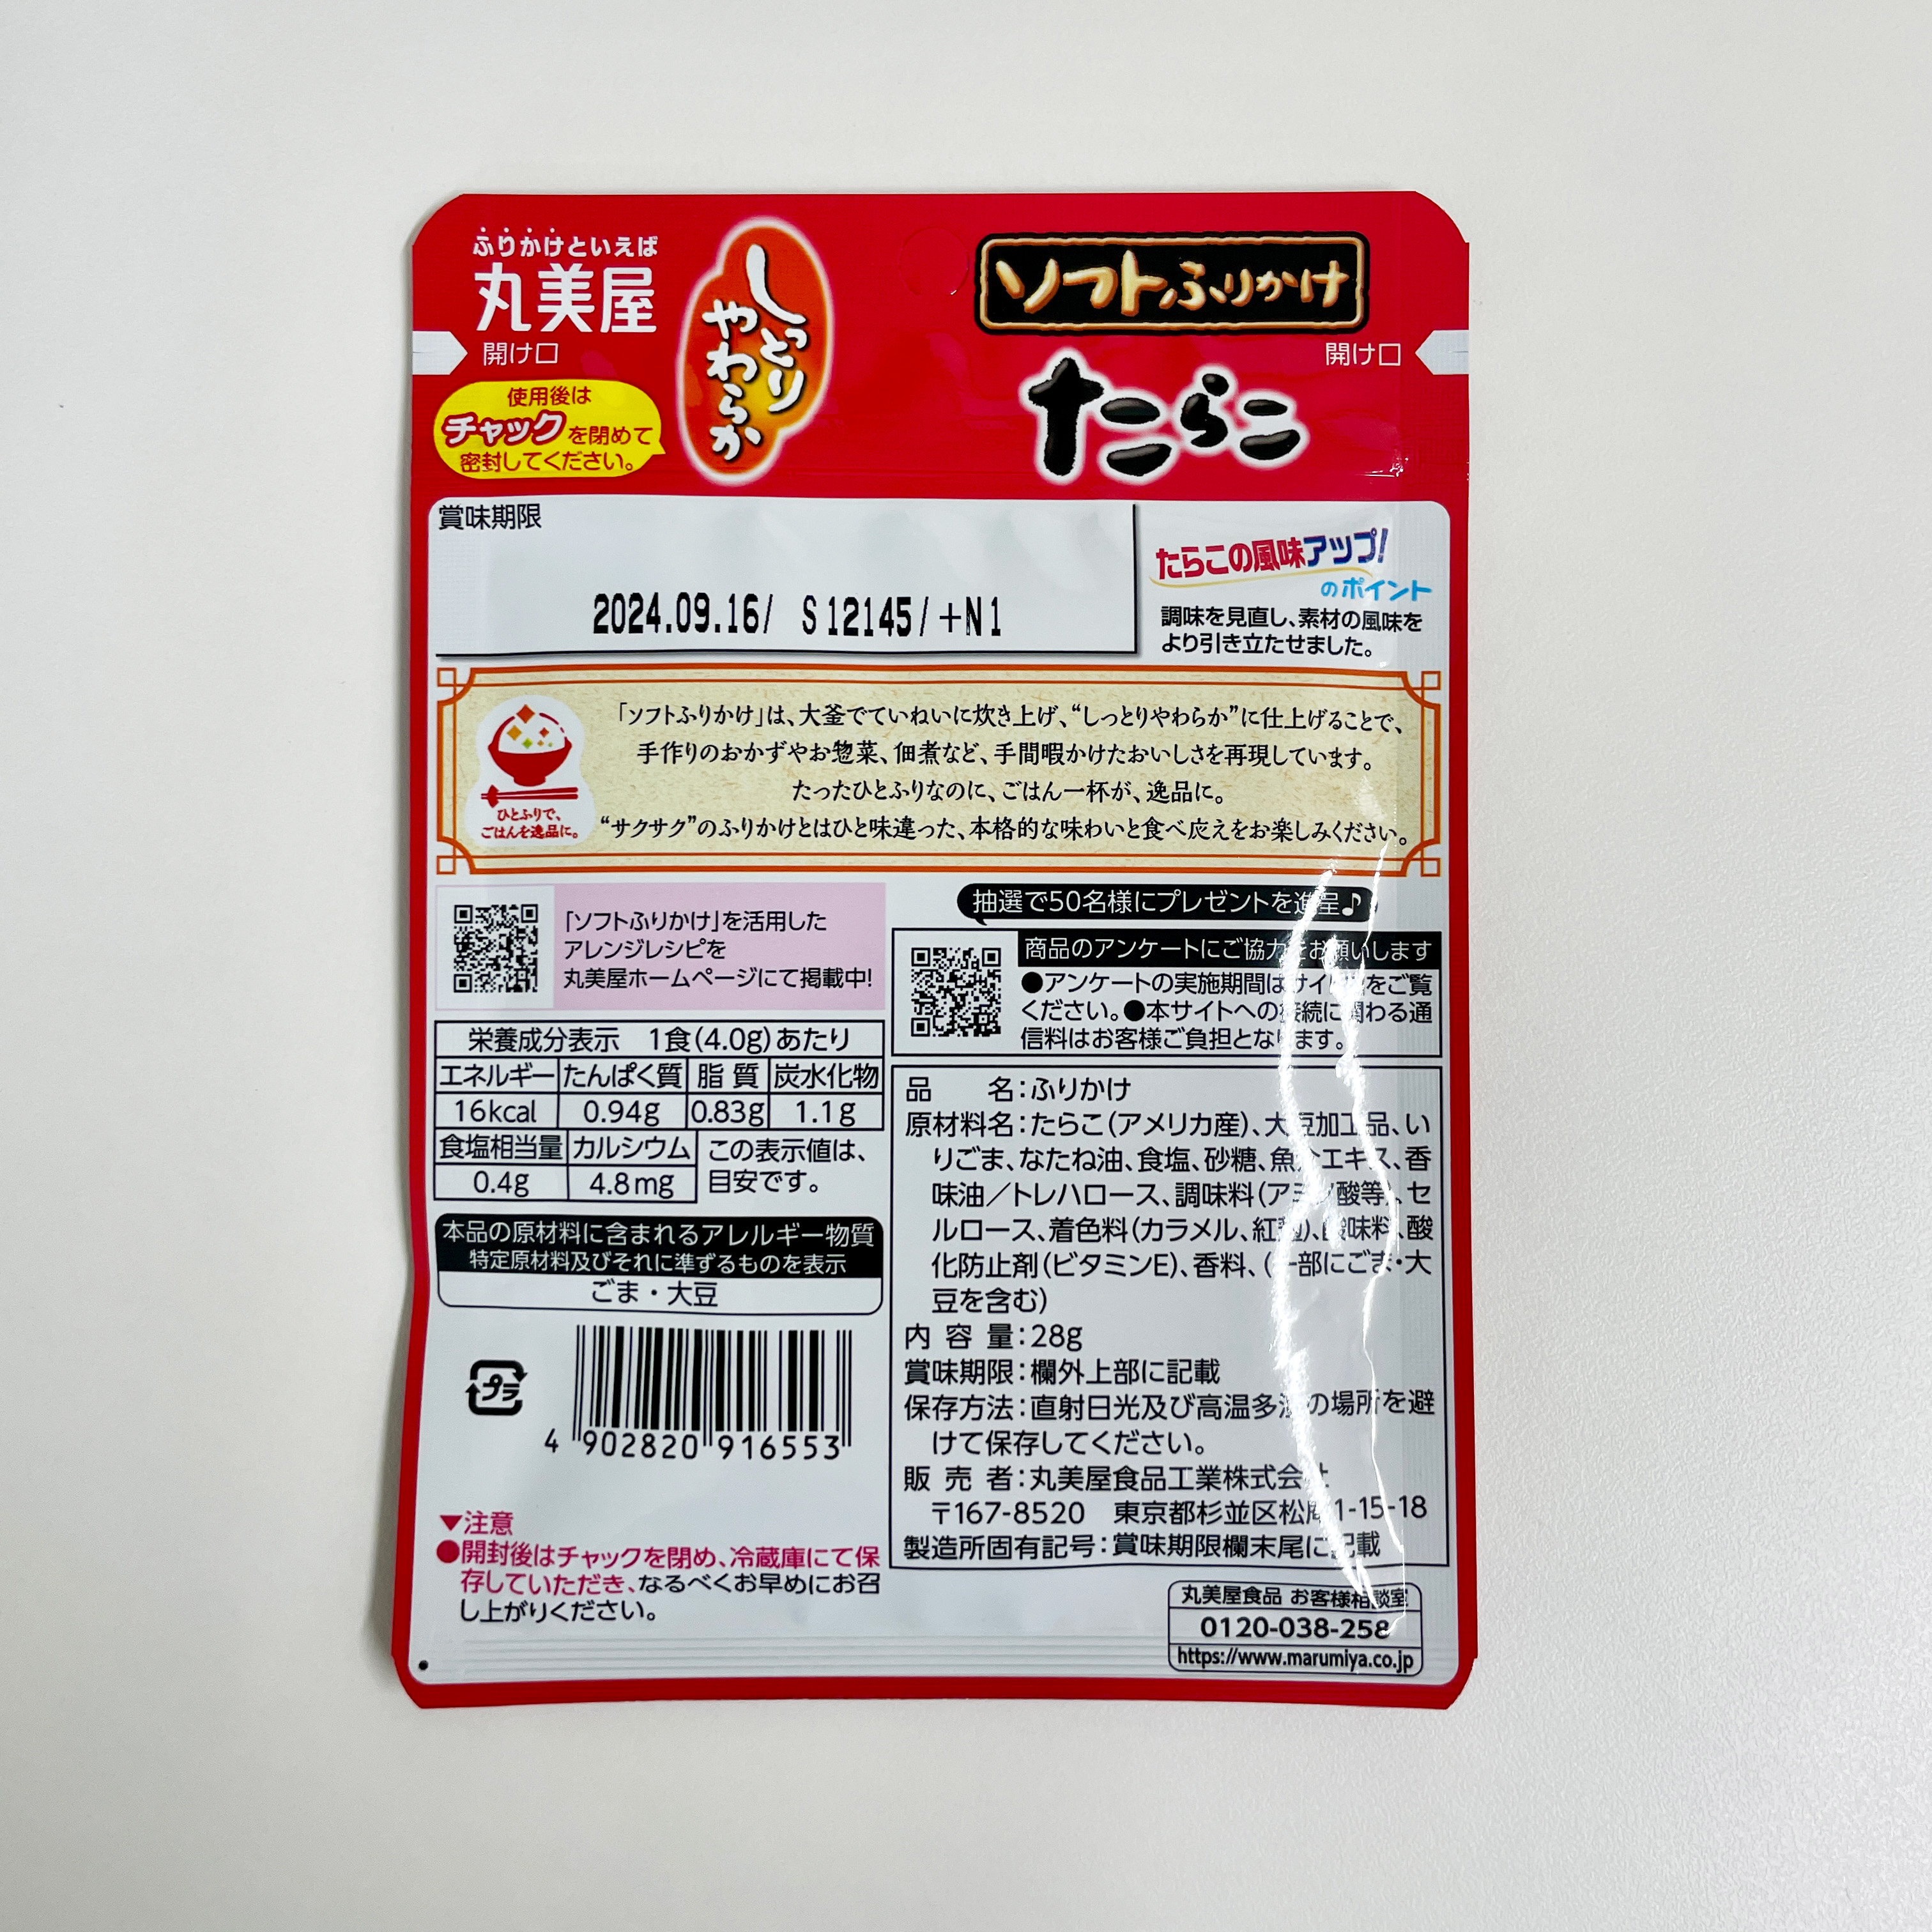 ふりかけといえば
丸美屋
しっとり
やわらか
ソフトふりかけ
たらこ
開け口
開け口
使用後は
チャックを閉めて
密封してください。
賞味期限
2024.09.16/ S12145/+N1
たらこの風味アップ!
のポイント
調味を見直し、素材の風味を
より引き立たせました。
「ソフトふりかけ」は、大釜でていねいに炊き上げ、“しっとりやわらか”に仕上げることで、
手作りのおかずやお惣菜、佃煮など、手間暇かけたおいしさを再現しています。
たったひとふりなのに、ごはん一杯が、逸品に。
“サクサク”のふりかけとはひと味違った、本格的な味わいと食べ応えをお楽しみください。
ひとふりで、
ごはんを逸品に。
「ソフトふりかけ」を活用した
アレンジレシピを
丸美屋ホームページにて掲載中!
抽選で50名様にプレゼントを進呈♪
商品のアンケートにご協力をお願いします
●アンケートの実施期間はサイト をご覧
ください。●本サイトへの接続に関わる通
信料はお客様ご負担となります。
栄養成分表示 1食(4.0g)あたり
エネルギー たんぱく質 脂質 炭水化物
16kcal 0.94g 0.83g 1.1g
食塩相当量 カルシウム
0.4g 4.8mg
この表示値は、
目安です。
本品の原材料に含まれるアレルギー物質
特定原材料及びそれに準ずるものを表示
ごま・大豆
プラ
4 902820 916553
▼注意
●開封後はチャックを閉め、冷蔵庫にて保
存していただき、なるべくお早めにお召
し上がりください。
品 名：ふりかけ
原材料名：たらこ(アメリカ産)、大豆加工品、い
りごま、なたね油、食塩、砂糖、魚介エキス、香
味油／トレハロース、調味料(アミノ酸等)、セ
ルロース、着色料(カラメル、紅麹)、酸味料、酸
化防止剤(ビタミンE)、香料、(一部にごま・大
豆を含む)
内容量：28g
賞味期限：欄外上部に記載
保存方法：直射日光及び高温多湿の場所を避
けて保存してください。
販売者：丸美屋食品工業株式会社
〒167-8520 東京都杉並区松庵1-15-18
製造所固有記号：賞味期限欄末尾に記載
丸美屋食品 お客様相談室
0120-038-258
https://www.marumiya.co.jp